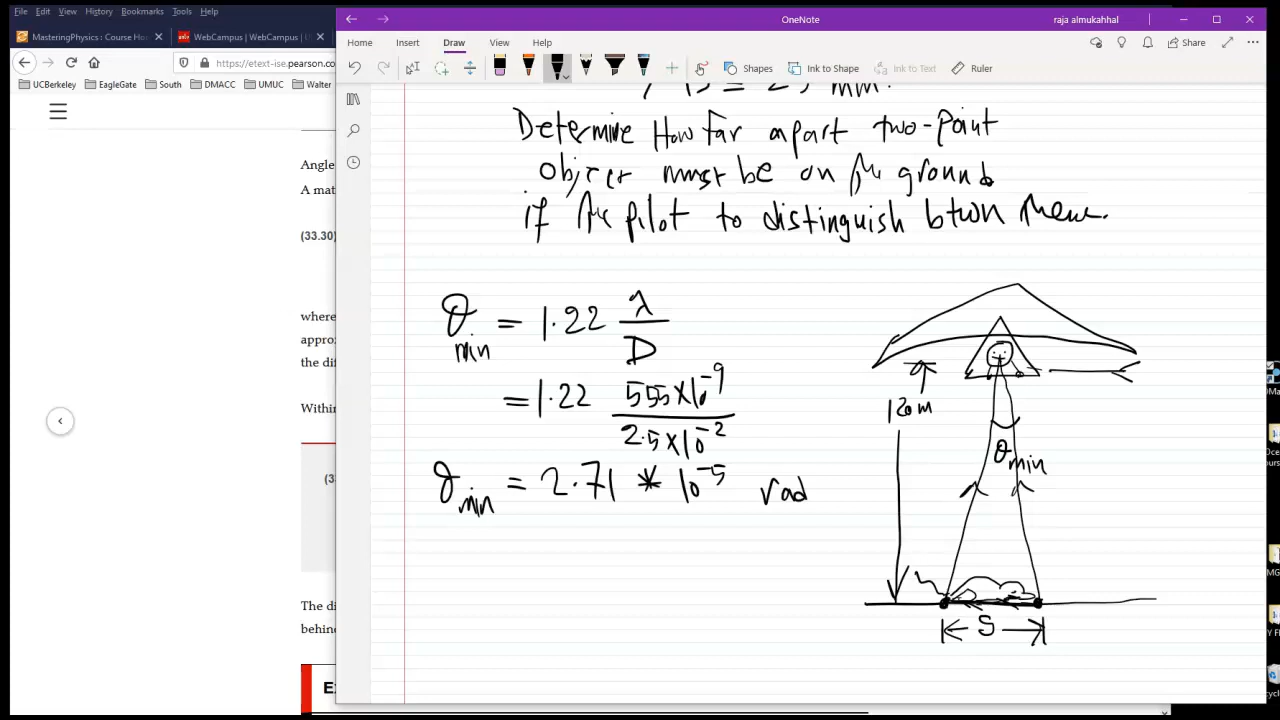 File Edit View History Bookmarks Tools Help
MasteringPhysics : Course Ho
WebCampus | WebCampus |
https://etext-ise.pearson.co
UCBerkeley EagleGate South DMACC UMUC Walter
Angle
A mat
(33.30)
where
approx
the dif
Within
(33
The di
behind
OneNote
raja almukahhal
Home Insert Draw View Help
Share
Shapes Ink to Shape Ink to Text Ruler
Determine How far apart two-point
object must be on the ground
if the pilot to distinguish btwn them.
θmin = 1.22 λ/D
= 1.22 555×10⁻⁹/2.5×10⁻²
θmin = 2.71 * 10⁻⁵ rad
120m
θmin
S